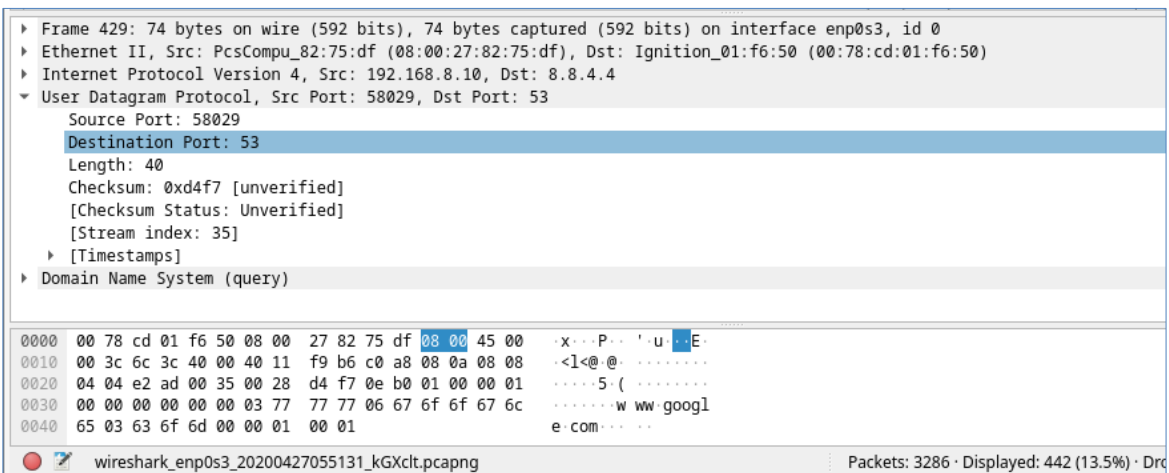 Frame 429: 74 bytes on wire (592 bits), 74 bytes captured (592 bits) on interface enp0s3, id 0
Ethernet II, Src: PcsCompu_82:75:df (08:00:27:82:75:df), Dst: Ignition_01:f6:50 (00:78:cd:01:f6:50)
Internet Protocol Version 4, Src: 192.168.8.10, Dst: 8.8.4.4
User Datagram Protocol, Src Port: 58029, Dst Port: 53
Source Port: 58029
Destination Port: 53
Length: 40
Checksum: 0xd4f7 [unverified]
[Checksum Status: Unverified]
[Stream index: 35]
[Timestamps]
Domain Name System (query)
0000 00 78 cd 01 f6 50 08 00 27 82 75 df 08 00 45 00 ·x···P·· '·u···E·
0010 00 3c 6c 3c 40 00 40 11 f9 b6 c0 a8 08 0a 08 08 ·<l<@·@· ········
0020 04 04 e2 ad 00 35 00 28 d4 f7 0e b0 01 00 00 01 ·····5·( ········
0030 00 00 00 00 00 00 03 77 77 77 06 67 6f 6f 67 6c ·······w ww·googl
0040 65 03 63 6f 6d 00 00 01 00 01 e·com··· ··
wireshark_enp0s3_20200427055131_kGXclt.pcapng Packets: 3286 · Displayed: 442 (13.5%) · Dro